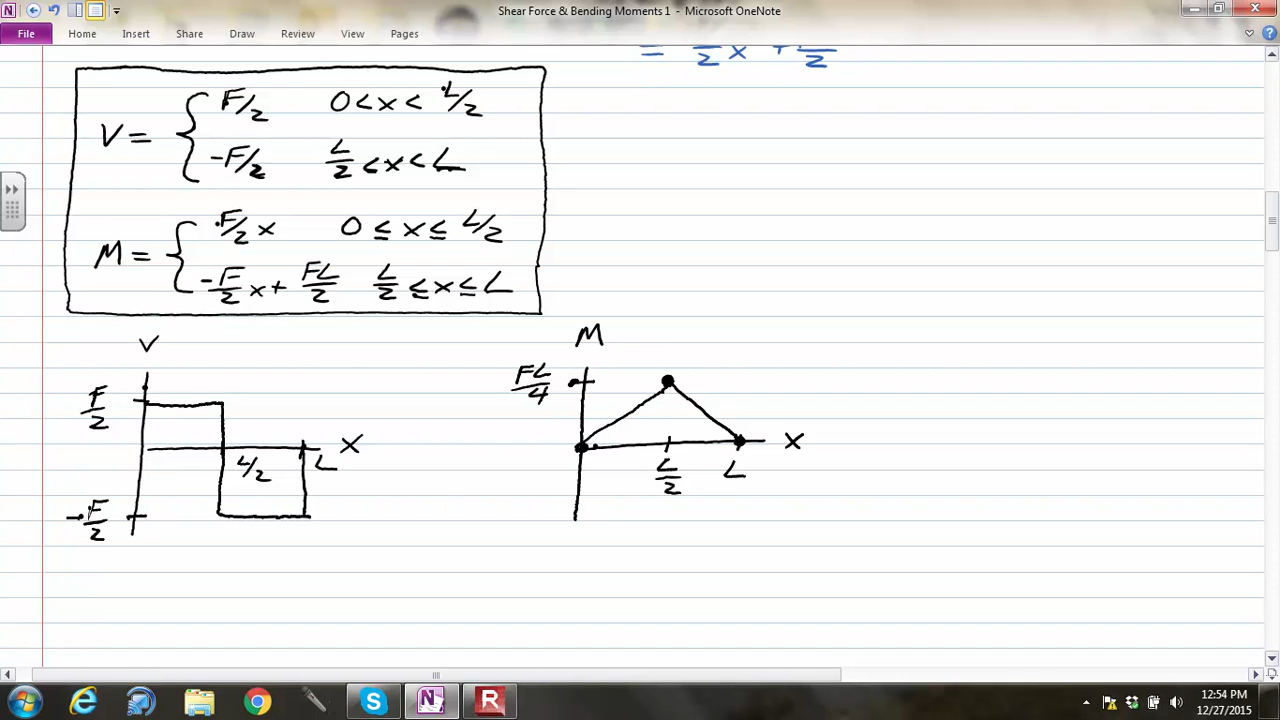 Shear Force & Bending Moments 1 - Microsoft OneNote
File Home Insert Share Draw Review View Pages
= /2 x + /2
V = { F/2 0 < x < L/2
-F/2 L/2 < x < L
M = { F/2 x 0 ≤ x ≤ L/2
-F/2 x + FL/2 L/2 ≤ x ≤ L
V
F/2
L/2 L X
-F/2
M
FL/4
L/2 L X
12:54 PM
12/27/2015